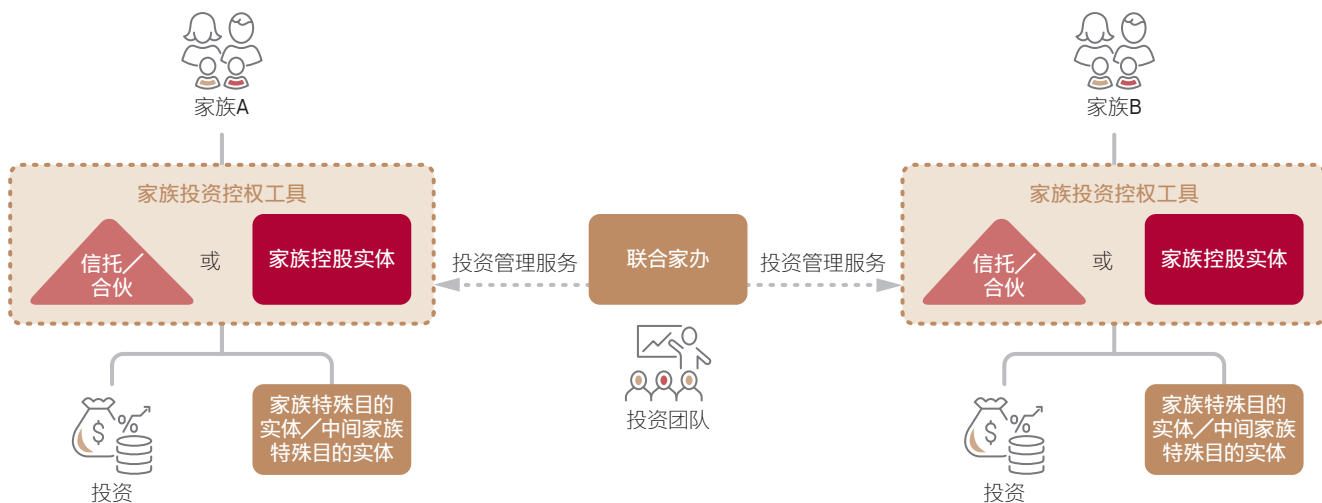 家族A
家族B
家族投资控权工具
信托／
合伙
或
家族控股实体
投资管理服务
联合家办
投资管理服务
家族投资控权工具
信托／
合伙
或
家族控股实体
投资团队
$
%
投资
家族特殊目的
实体／中间家族
特殊目的实体
$
%
投资
家族特殊目的
实体／中间家族
特殊目的实体